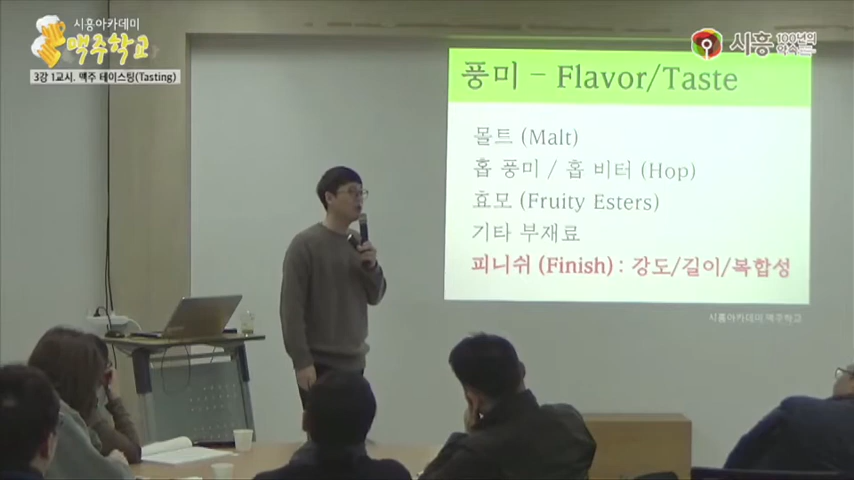 시흥아카데미
맥주학교
3강 1교시. 맥주 테이스팅(Tasting)
시흥 100년의
풍미 – Flavor/Taste
몰트 (Malt)
홉 풍미 / 홉 비터 (Hop)
효모 (Fruity Esters)
기타 부재료
피니쉬 (Finish) : 강도/길이/복합성
시흥아카데미 맥주학교